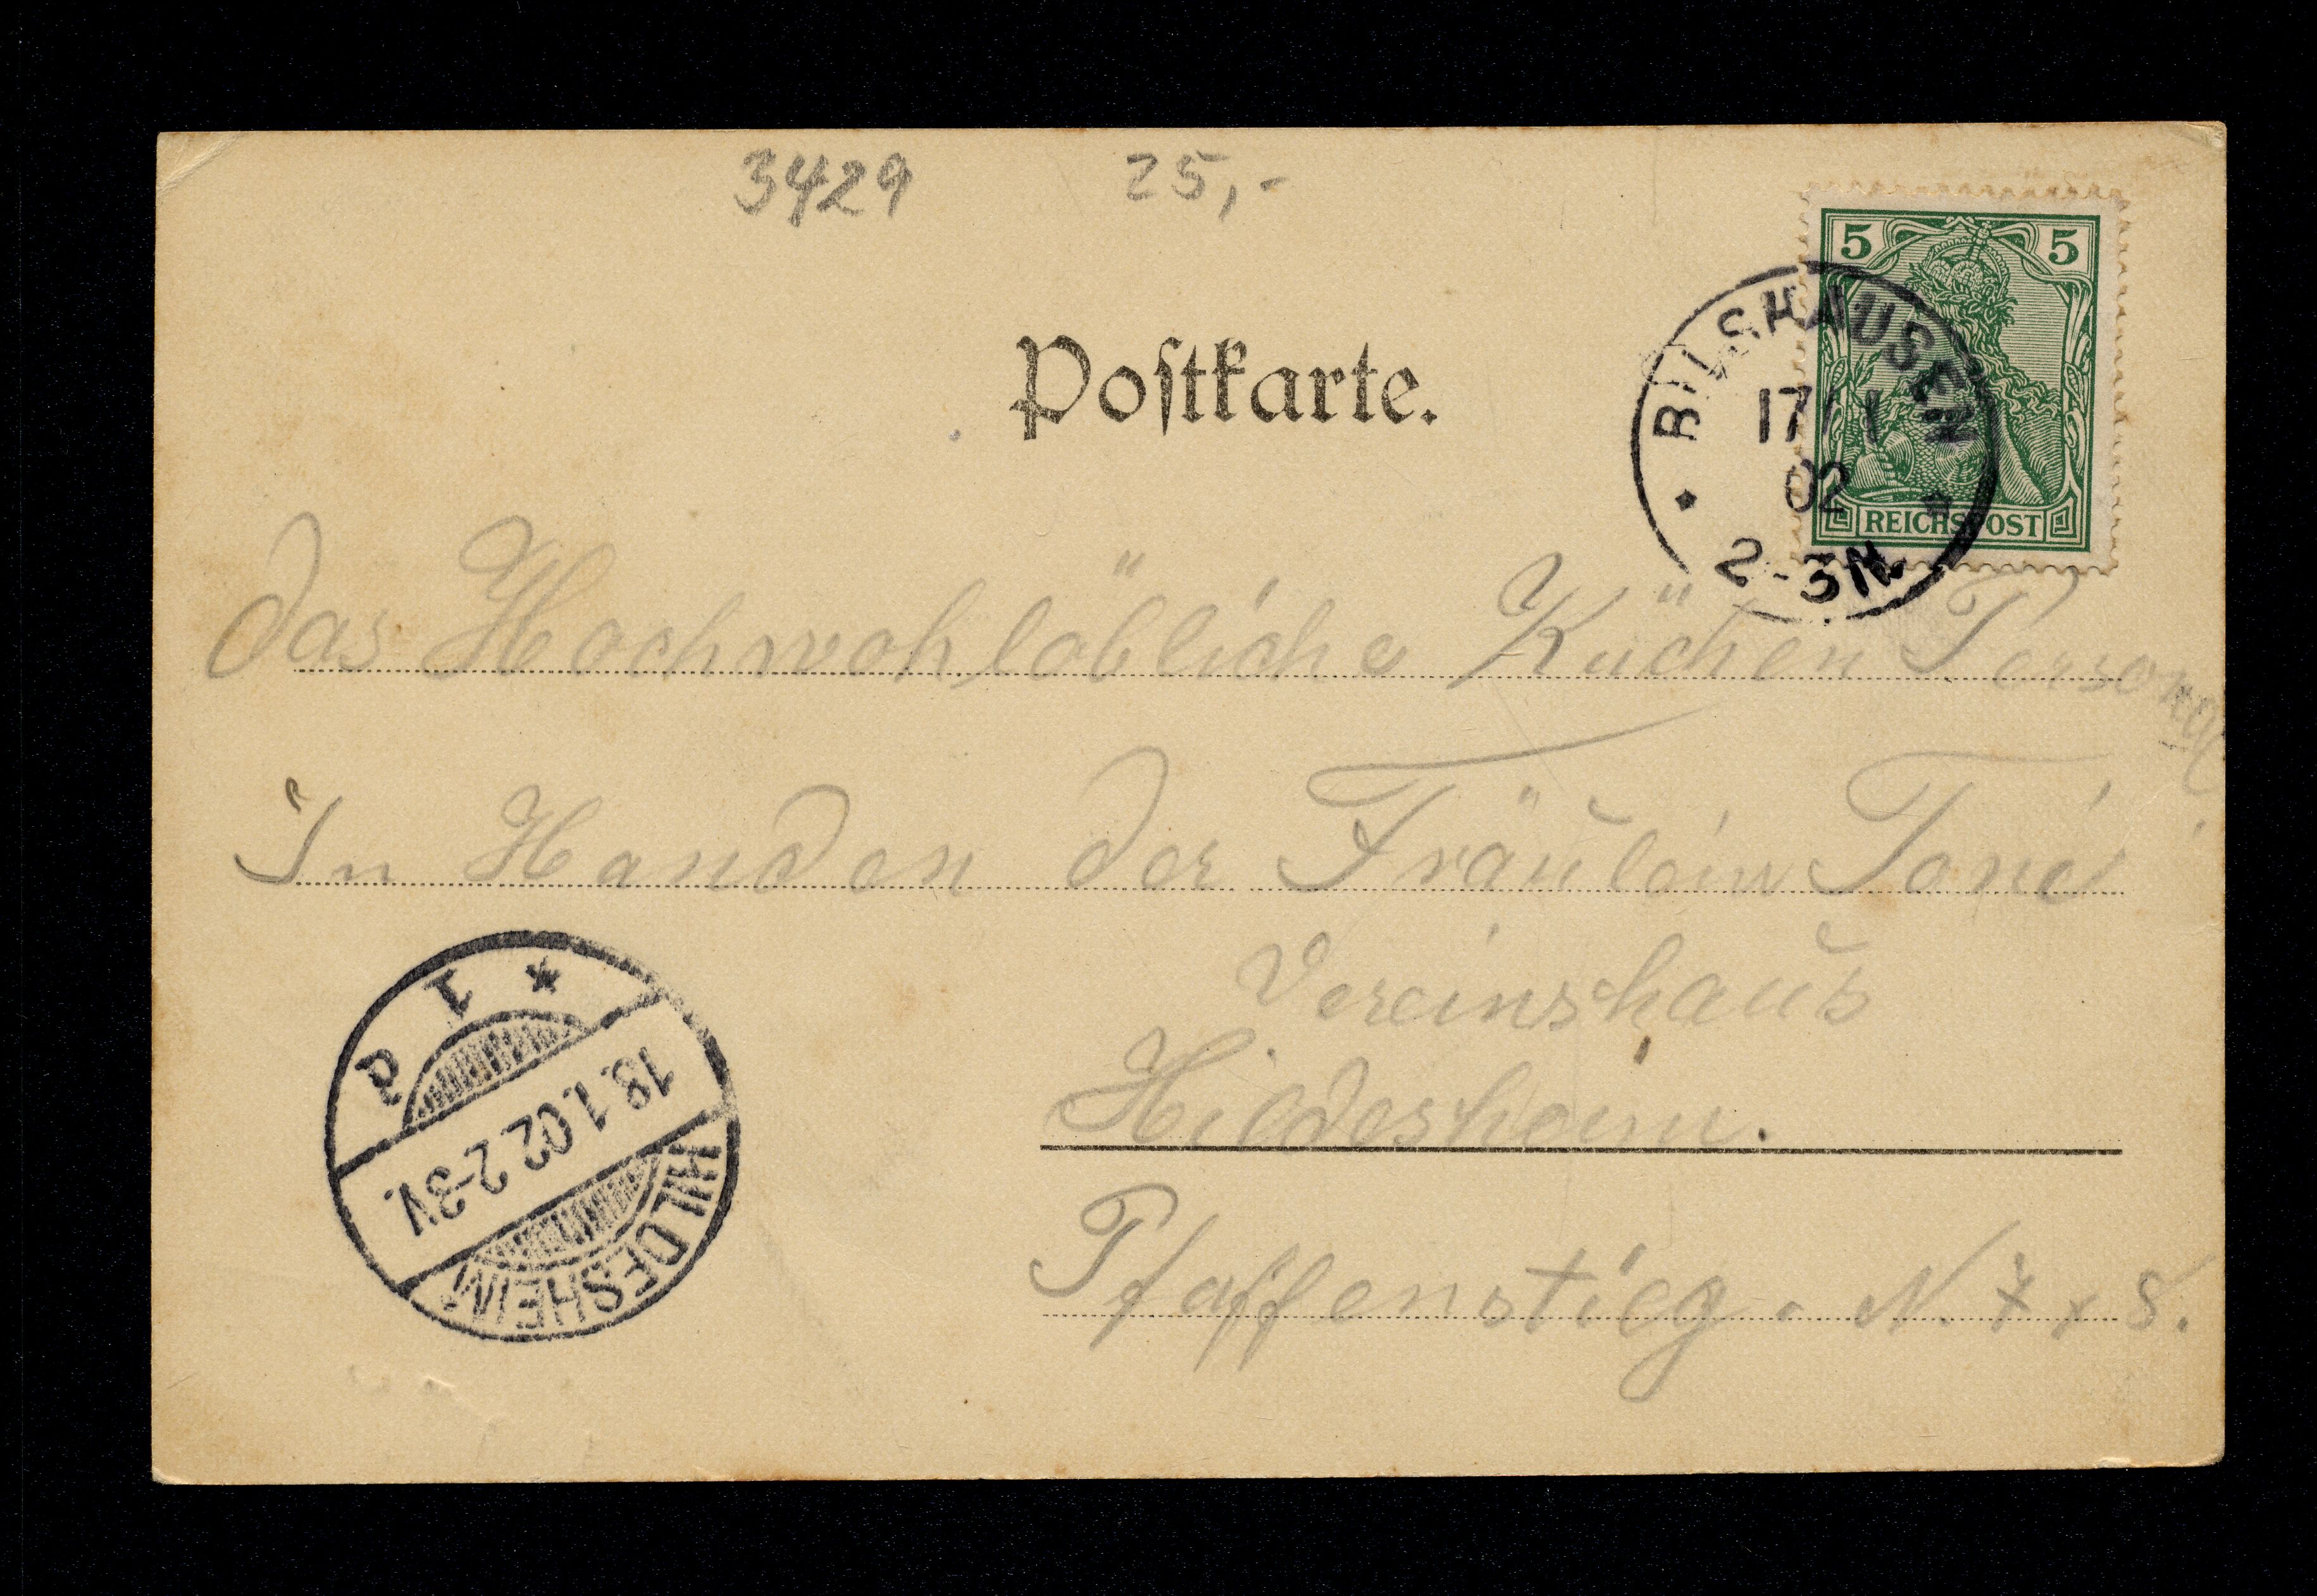 3429 25,-
5 5
Postkarte.
BILSHAUSEN
17/1
02
2-3N.
REICHSPOST
das Hochwohllöbliche Küchen Personal
In Handen der Fräulein Toni
Vereinshaus
Hildesheim.
Pfaffenstieg. N. 7 x 8.
HILDESHEIM
18.1.02 2-3V.
* 1 d